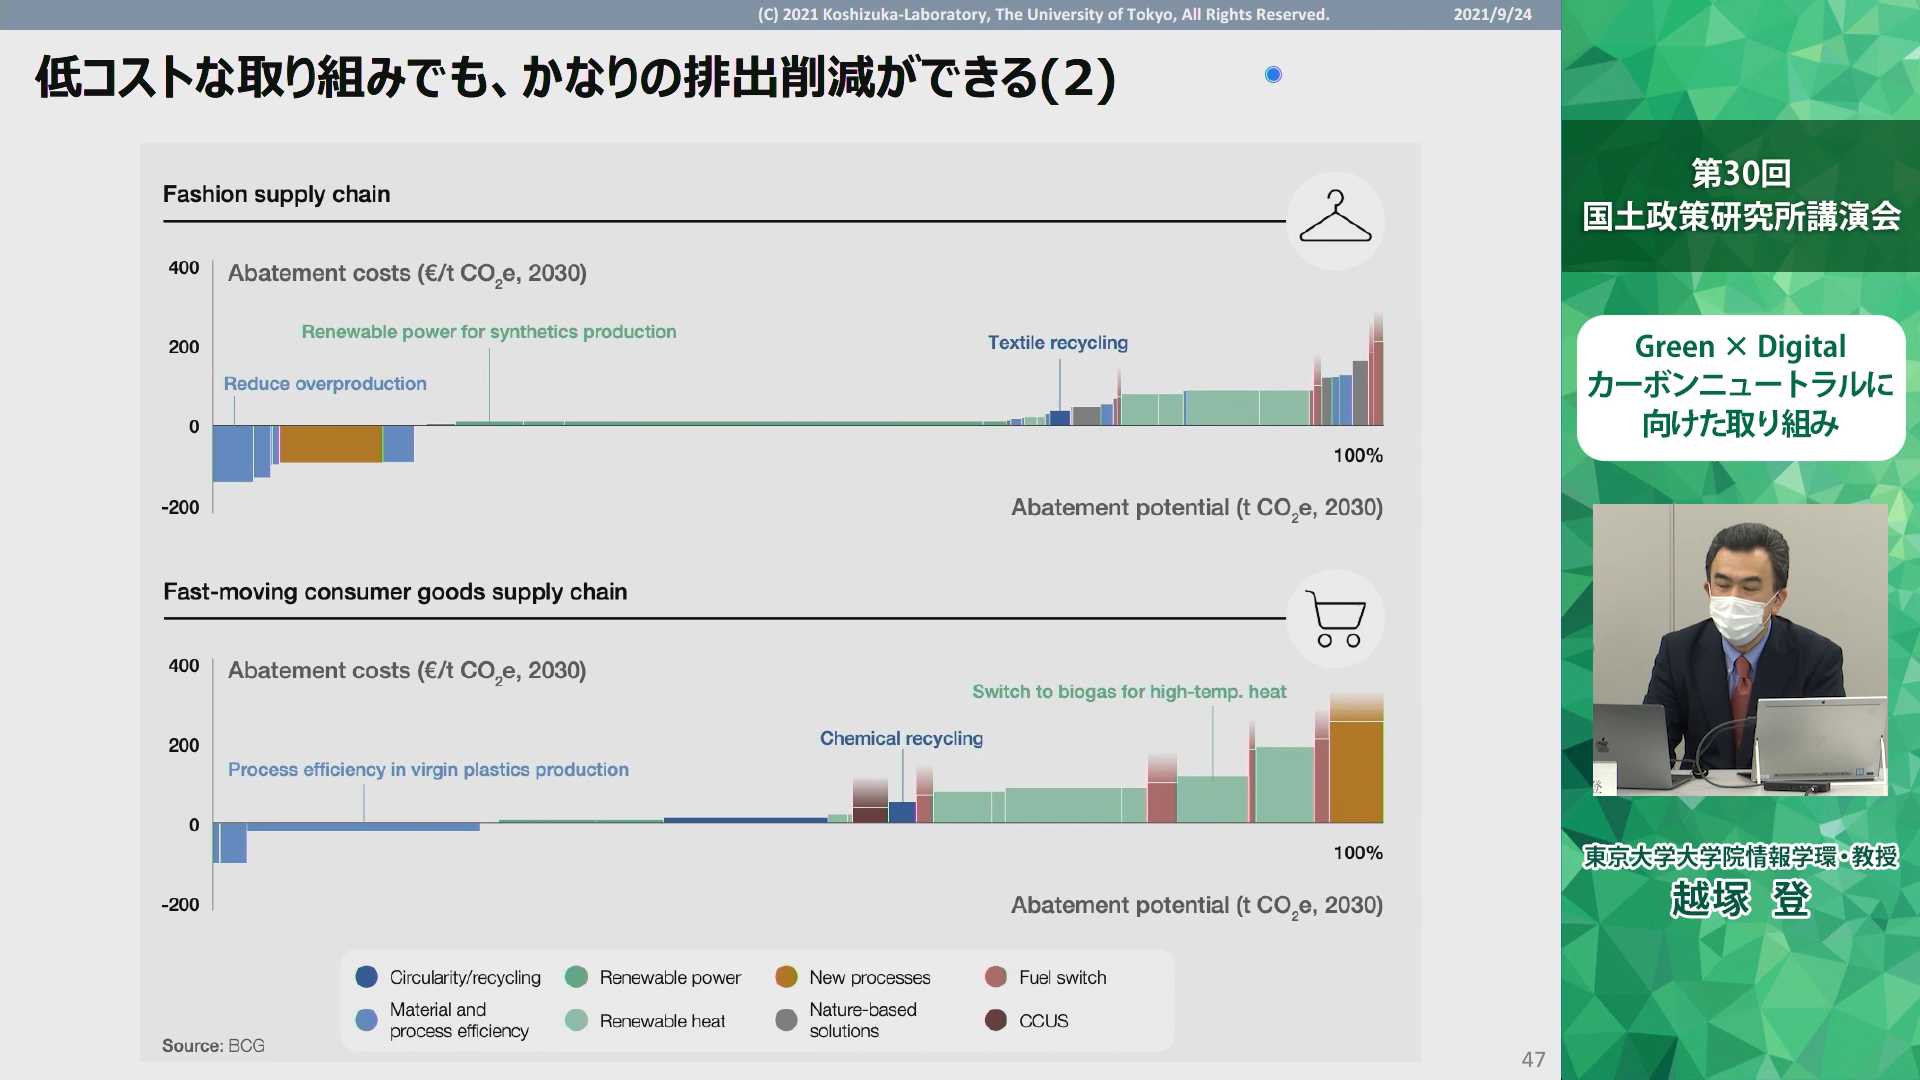 (C) 2021 Koshizuka-Laboratory, The University of Tokyo, All Rights Reserved. 2021/9/24
低コストな取り組みでも、かなりの排出削減ができる(2)
Fashion supply chain
Abatement costs (€/t CO2e, 2030)
400
200
0
-200
Renewable power for synthetics production
Reduce overproduction
Textile recycling
100%
Abatement potential (t CO2e, 2030)
Fast-moving consumer goods supply chain
Abatement costs (€/t CO2e, 2030)
400
200
0
-200
Switch to biogas for high-temp. heat
Chemical recycling
Process efficiency in virgin plastics production
100%
Abatement potential (t CO2e, 2030)
Circularity/recycling
Renewable power
New processes
Fuel switch
Material and
process efficiency
Renewable heat
Nature-based
solutions
CCUS
Source: BCG
47
第30回
国土政策研究所講演会
Green × Digital
カーボンニュートラルに
向けた取り組み
登
東京大学大学院情報学環・教授
越塚 登